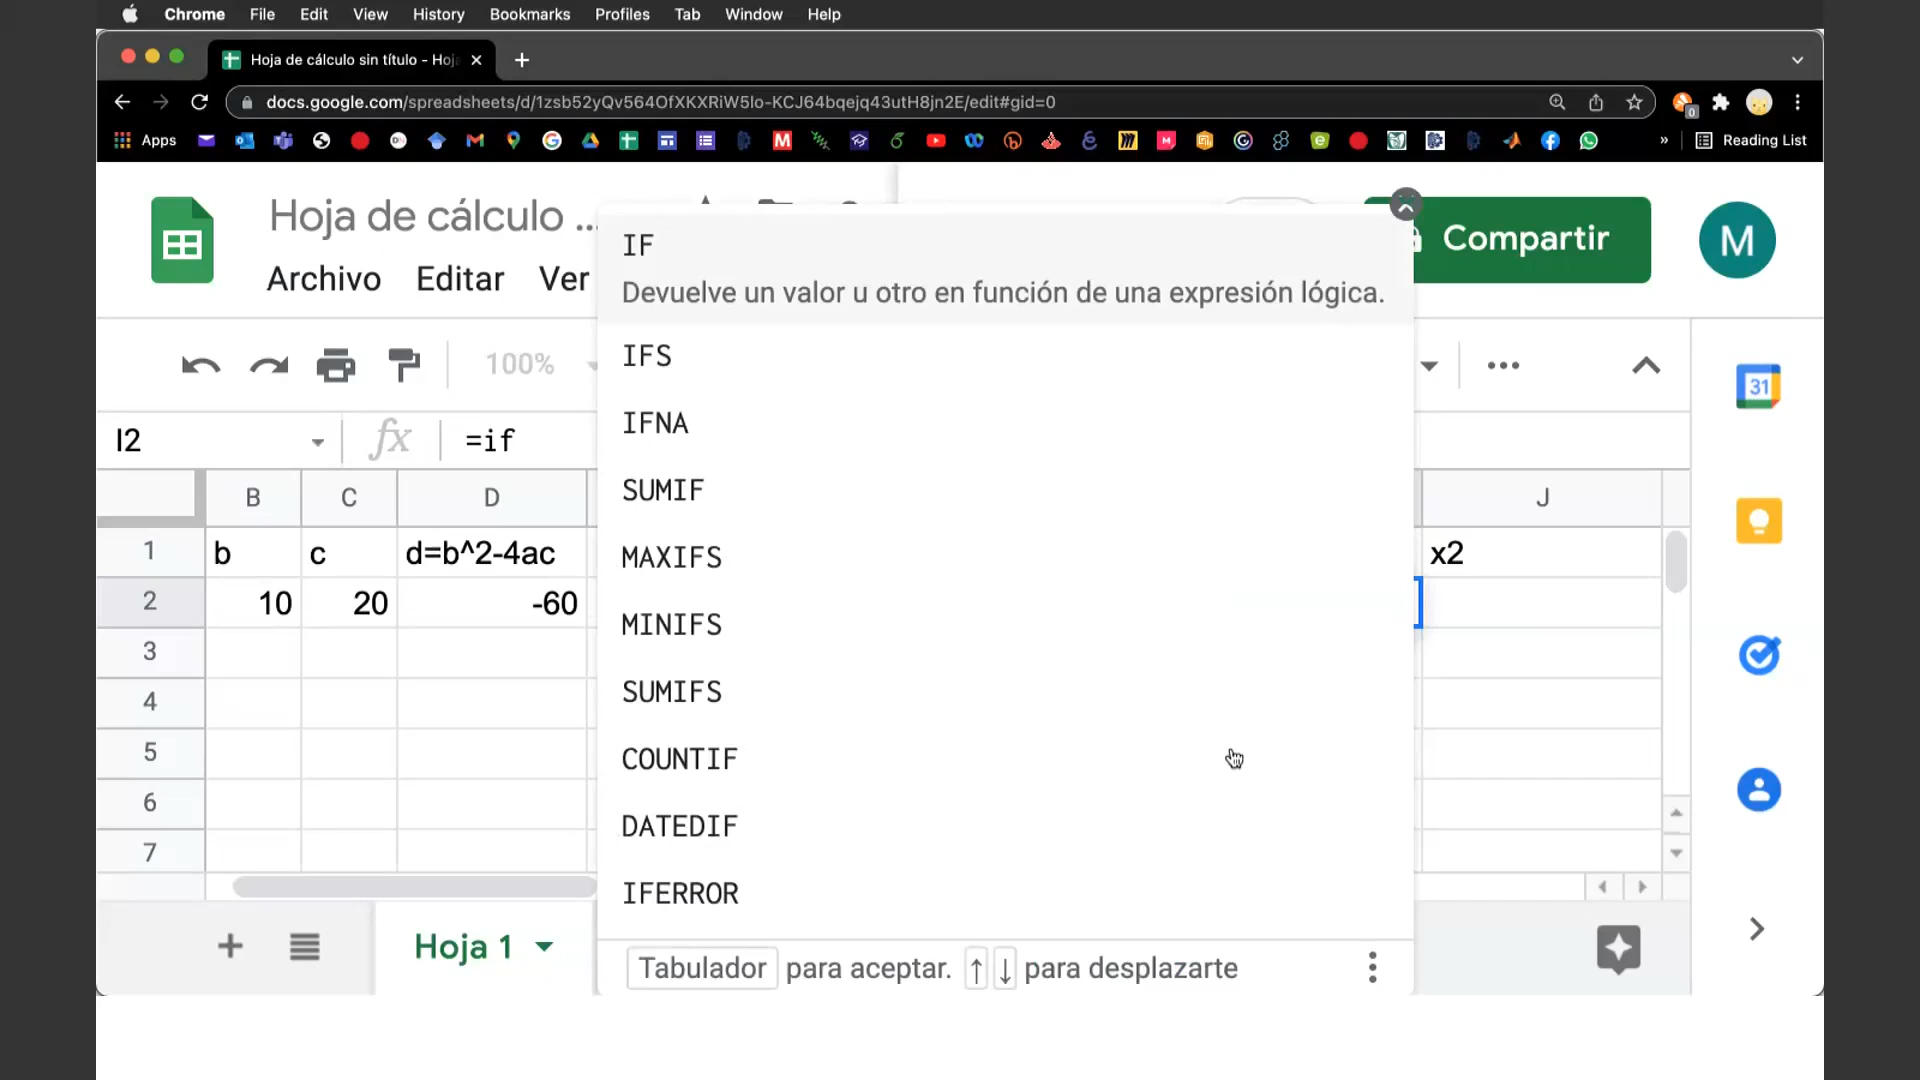 Chrome File Edit View History Bookmarks Profiles Tab Window Help
Hoja de cálculo sin título - Hoj
docs.google.com/spreadsheets/d/1zsb52yQv564OfXKXRiW5Io-KCJ64bqejq43utH8jn2E/edit#gid=0
0
Apps
» Reading List
Hoja de cálculo ...
Compartir
M
Archivo Editar Ver
100%
31
I2
fx
=if
B C D J
1 b c d=b^2-4ac x2
2 10 20 -60
3
4
5
6
7
IF
Devuelve un valor u otro en función de una expresión lógica.
IFS
IFNA
SUMIF
MAXIFS
MINIFS
SUMIFS
COUNTIF
DATEDIF
IFERROR
Tabulador para aceptar. ↑ ↓ para desplazarte
Hoja 1